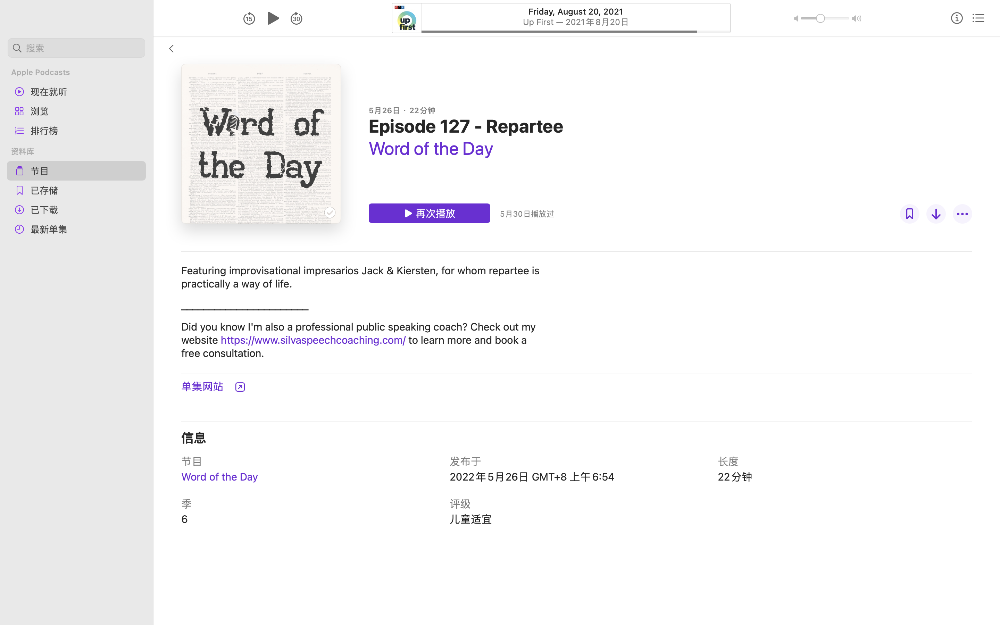 搜索
Apple Podcasts
现在就听
浏览
排行榜
资料库
节目
已存储
已下载
最新单集
15
30
npr
up
first
Friday, August 20, 2021
Up First — 2021年8月20日
Word of
the Day
5月26日 · 22分钟
Episode 127 - Repartee
Word of the Day
再次播放
5月30日播放过
Featuring improvisational impresarios Jack & Kiersten, for whom repartee is
practically a way of life.
_______________________
Did you know I'm also a professional public speaking coach? Check out my
website https://www.silvaspeechcoaching.com/ to learn more and book a
free consultation.
单集网站
信息
节目
Word of the Day
发布于
2022年5月26日 GMT+8 上午6:54
长度
22分钟
季
6
评级
儿童适宜